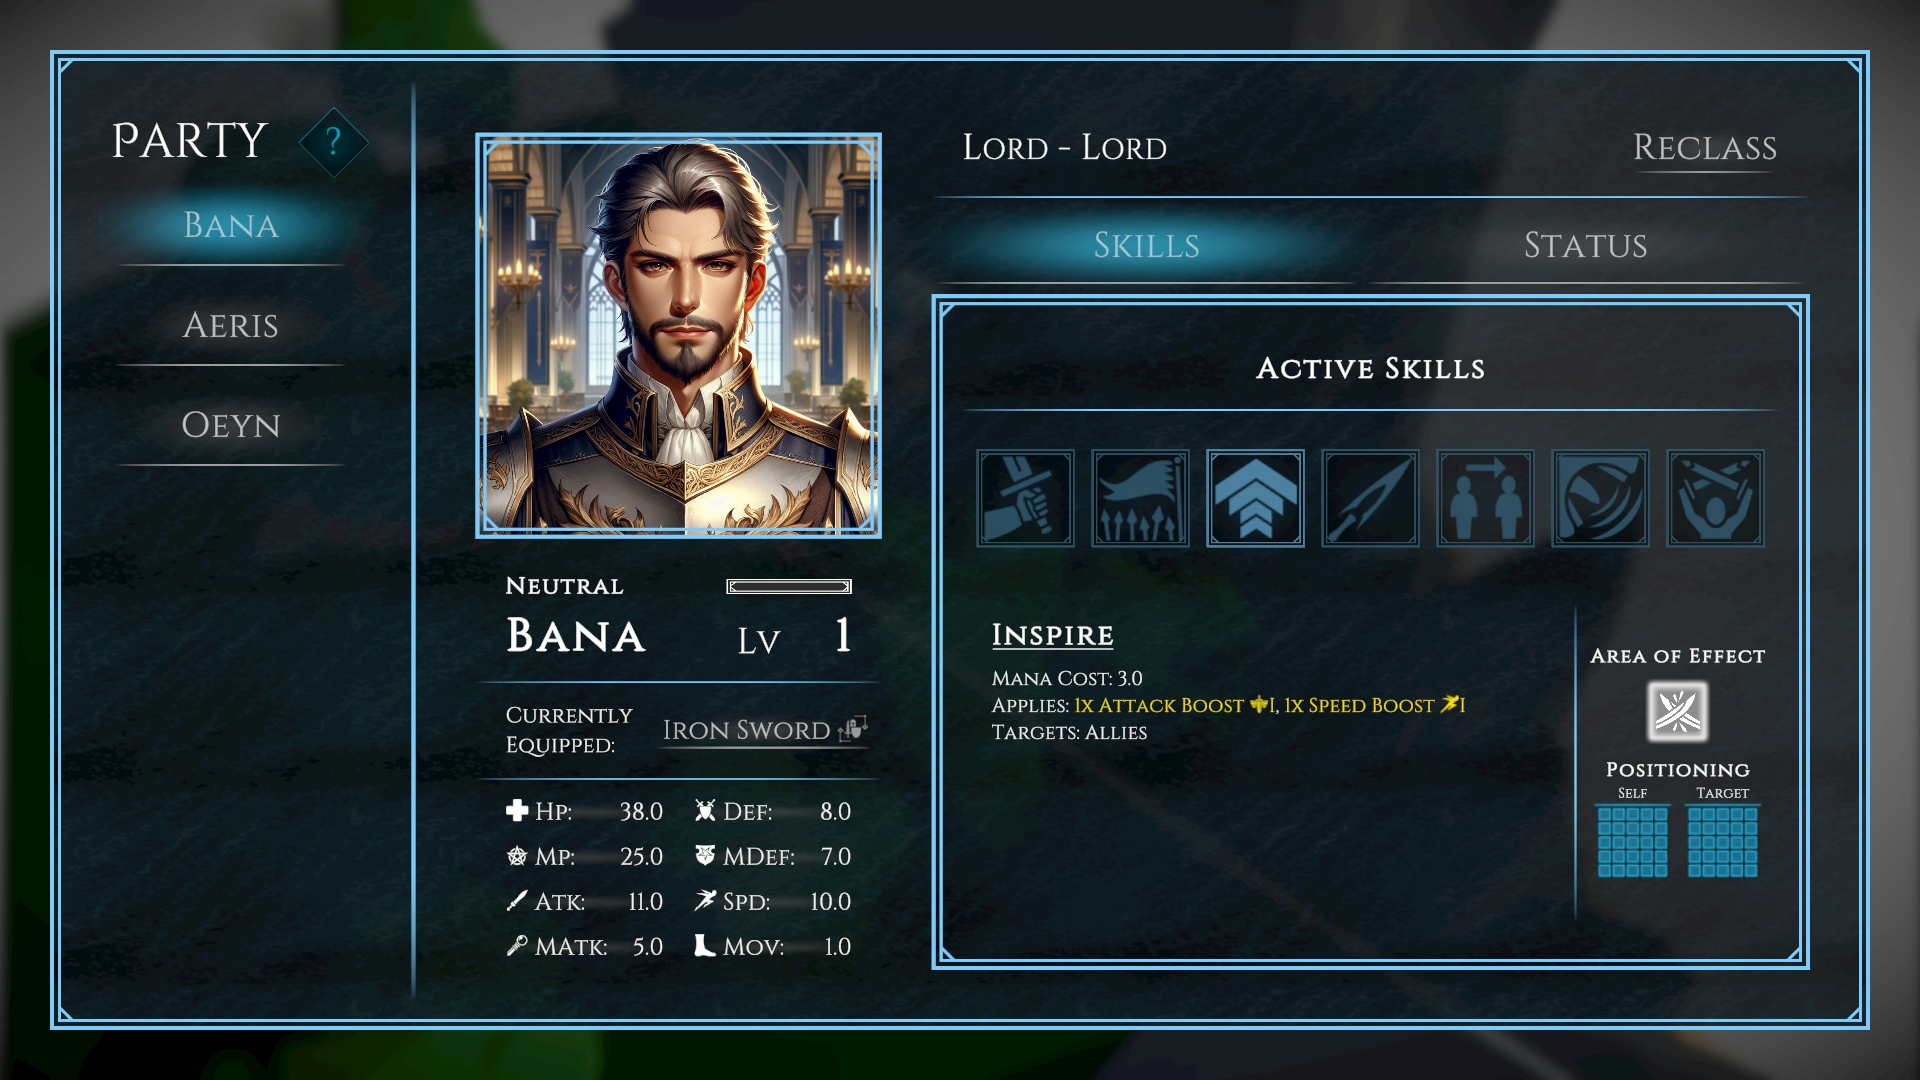 Party ?
Bana
Aeris
Oeyn
Neutral
Bana Lv 1
Currently Equipped: Iron Sword
Hp: 38.0 Def: 8.0
Mp: 25.0 MDef: 7.0
Atk: 11.0 Spd: 10.0
MAtk: 5.0 Mov: 1.0
Lord - Lord Reclass
Skills Status
Active Skills
Inspire
Mana Cost: 3.0
Applies: 1x Attack Boost I, 1x Speed Boost I
Targets: Allies
Area of Effect
Positioning
Self Target